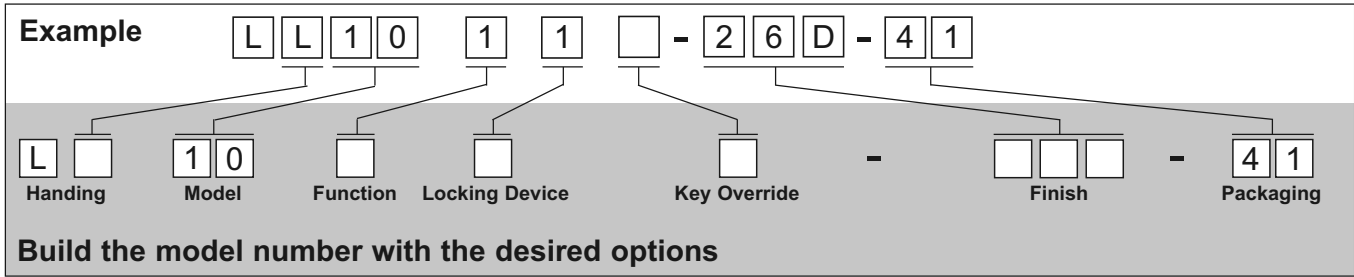 Example L L 1 0 1 1 - 2 6 D - 4 1
L 1 0 - - 4 1
Handing Model Function Locking Device Key Override Finish Packaging
Build the model number with the desired options